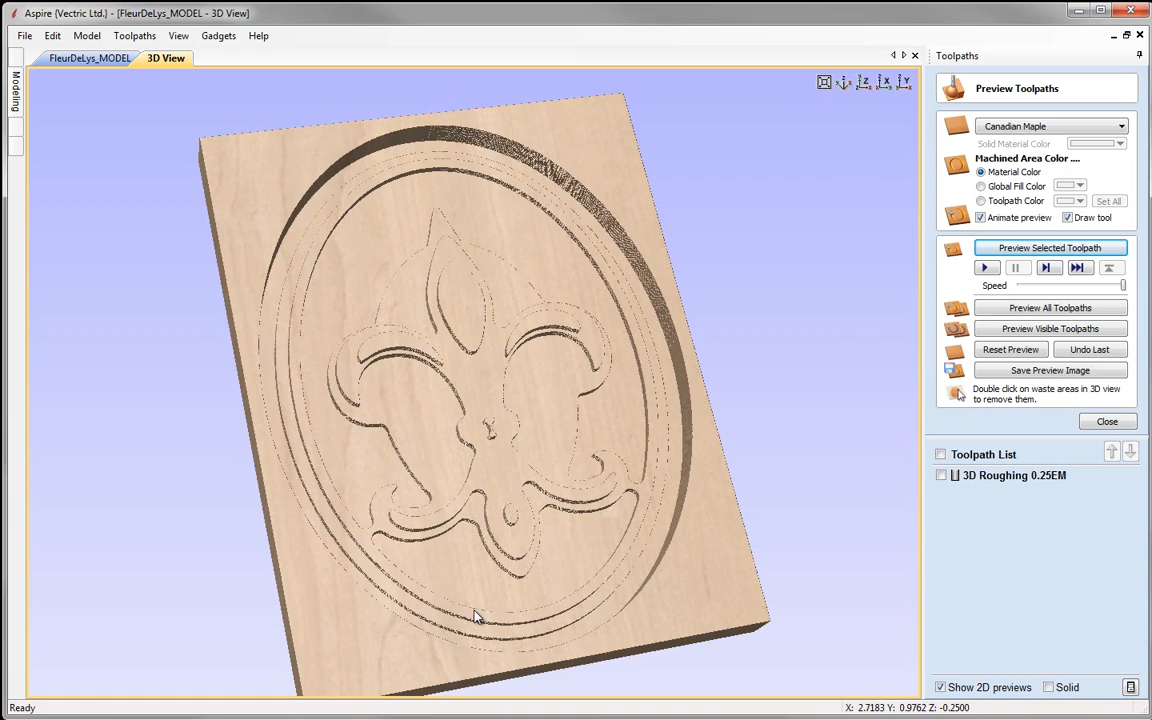 Aspire {Vectric Ltd.} - [FleurDeLys_MODEL - 3D View]
File Edit Model Toolpaths View Gadgets Help
FleurDeLys_MODEL 3D View
Modeling
Toolpaths
Preview Toolpaths
Canadian Maple
Solid Material Color
Machined Area Color ....
Material Color
Global Fill Color
Toolpath Color Set All
Animate preview Draw tool
Preview Selected Toolpath
Speed
Preview All Toolpaths
Preview Visible Toolpaths
Reset Preview Undo Last
Save Preview Image
Double click on waste areas in 3D view
to remove them.
Close
Toolpath List
3D Roughing 0.25EM
Show 2D previews Solid
Ready X: 2.7183 Y: 0.9762 Z: -0.2500